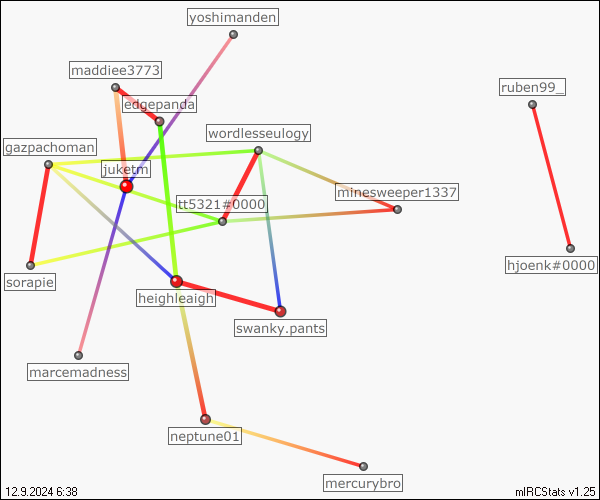 yoshimanden
maddiee3773
ruben99_
edgepanda
wordlesseulogy
gazpachoman
juketm
minesweeper1337
tt5321#0000
hjoenk#0000
sorapie
heighleaigh
swanky.pants
marcemadness
neptune01
mercurybro
12.9.2024 6:38
mIRCStats v1.25